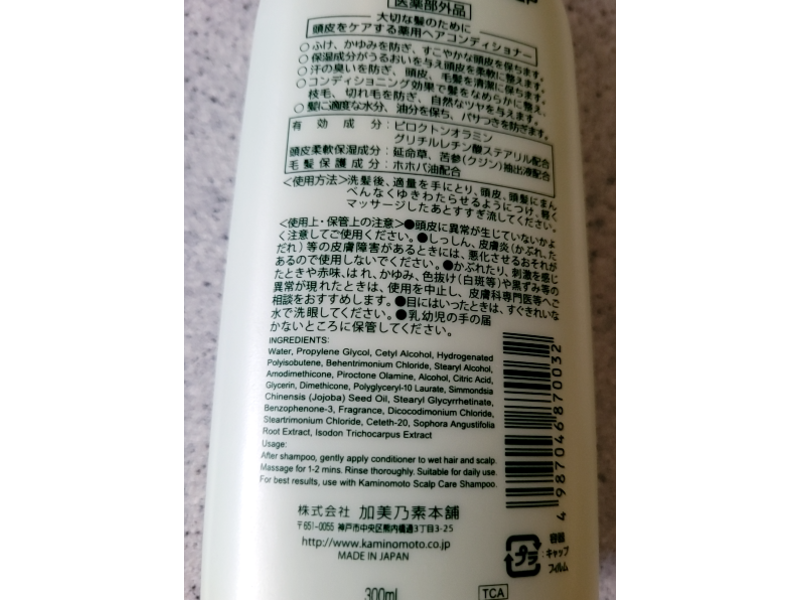 医薬部外品
大切な髪のために
頭皮をケアする薬用ヘアコンディショナー
○ふけ、かゆみを防ぎ、すこやかな頭皮を保ちます。
○保湿成分がうるおいを与え頭皮を柔軟に整えます。
○汗の臭いを防ぎ、頭皮、毛髪を清潔に保ちます。
○コンディショニング効果で髪をなめらかに整え、
枝毛、切れ毛を防ぎ、自然なツヤを与えます。
○髪に適度な水分、油分を保ち、パサつきを防ぎます。
有効成分:ピロクトンオラミン
グリチルレチン酸ステアリル配合
頭皮柔軟保湿成分:延命草、苦参(クジン)抽出液配合
毛髪保護成分:ホホバ油配合
<使用方法>洗髪後、適量を手にとり、頭皮、頭髪にまん
べんなくゆきわたらせるようにつけ、軽く
マッサージしたあとすすぎ流してください。
<使用上・保管上の注意>●頭皮に異常が生じていないかよ
く注意してご使用ください。●しっしん、皮膚炎(かぶれ、た
だれ)等の皮膚障害があるときには、悪化させるおそれが
あるので使用しないでください。●かぶれたり、刺激を感じ
たときや赤味、はれ、かゆみ、色抜け(白斑等)や黒ずみ等の
異常が現れたときは、使用を中止し、皮膚科専門医等へご
相談をおすすめします。●目にはいったときは、すぐきれいな
水で洗眼してください。●乳幼児の手の届
かないところに保管してください。
INGREDIENTS:
Water, Propylene Glycol, Cetyl Alcohol, Hydrogenated
Polyisobutene, Behentrimonium Chloride, Stearyl Alcohol,
Amodimethicone, Piroctone Olamine, Alcohol, Citric Acid,
Glycerin, Dimethicone, Polyglyceryl-10 Laurate, Simmondsia
Chinensis (Jojoba) Seed Oil, Stearyl Glycyrrhetinate,
Benzophenone-3, Fragrance, Dicocodimonium Chloride,
Steartrimonium Chloride, Ceteth-20, Sophora Angustifolia
Root Extract, Isodon Trichocarpus Extract
Usage:
After shampoo, gently apply conditioner to wet hair and scalp.
Massage for 1-2 mins. Rinse thoroughly. Suitable for daily use.
For best results, use with Kaminomoto Scalp Care Shampoo.
4 987046 870032
株式会社 加美乃素本舗
〒651-0055 神戸市中央区熊内橋通3丁目3-25
http://www.kaminomoto.co.jp
MADE IN JAPAN
プラ
容器
:キャップ
フィルム
300ml
TCA